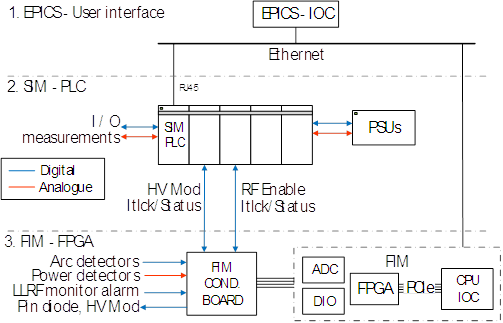 1. EPICS - User interface
EPICS - IOC
Ethernet
2. SIM - PLC
RJ45
I / O
measurements
SIM
PLC
PSUs
Digital
Analogue
HV Mod
Itlck/Status
RF Enable
Itlck/Status
3. FIM - FPGA
Arc detectors
Power detectors
LLRF monitor alarm
Pin diode, HV Mod
FIM
COND.
BOARD
ADC
DIO
FIM
FPGA
PCIe
CPU
IOC